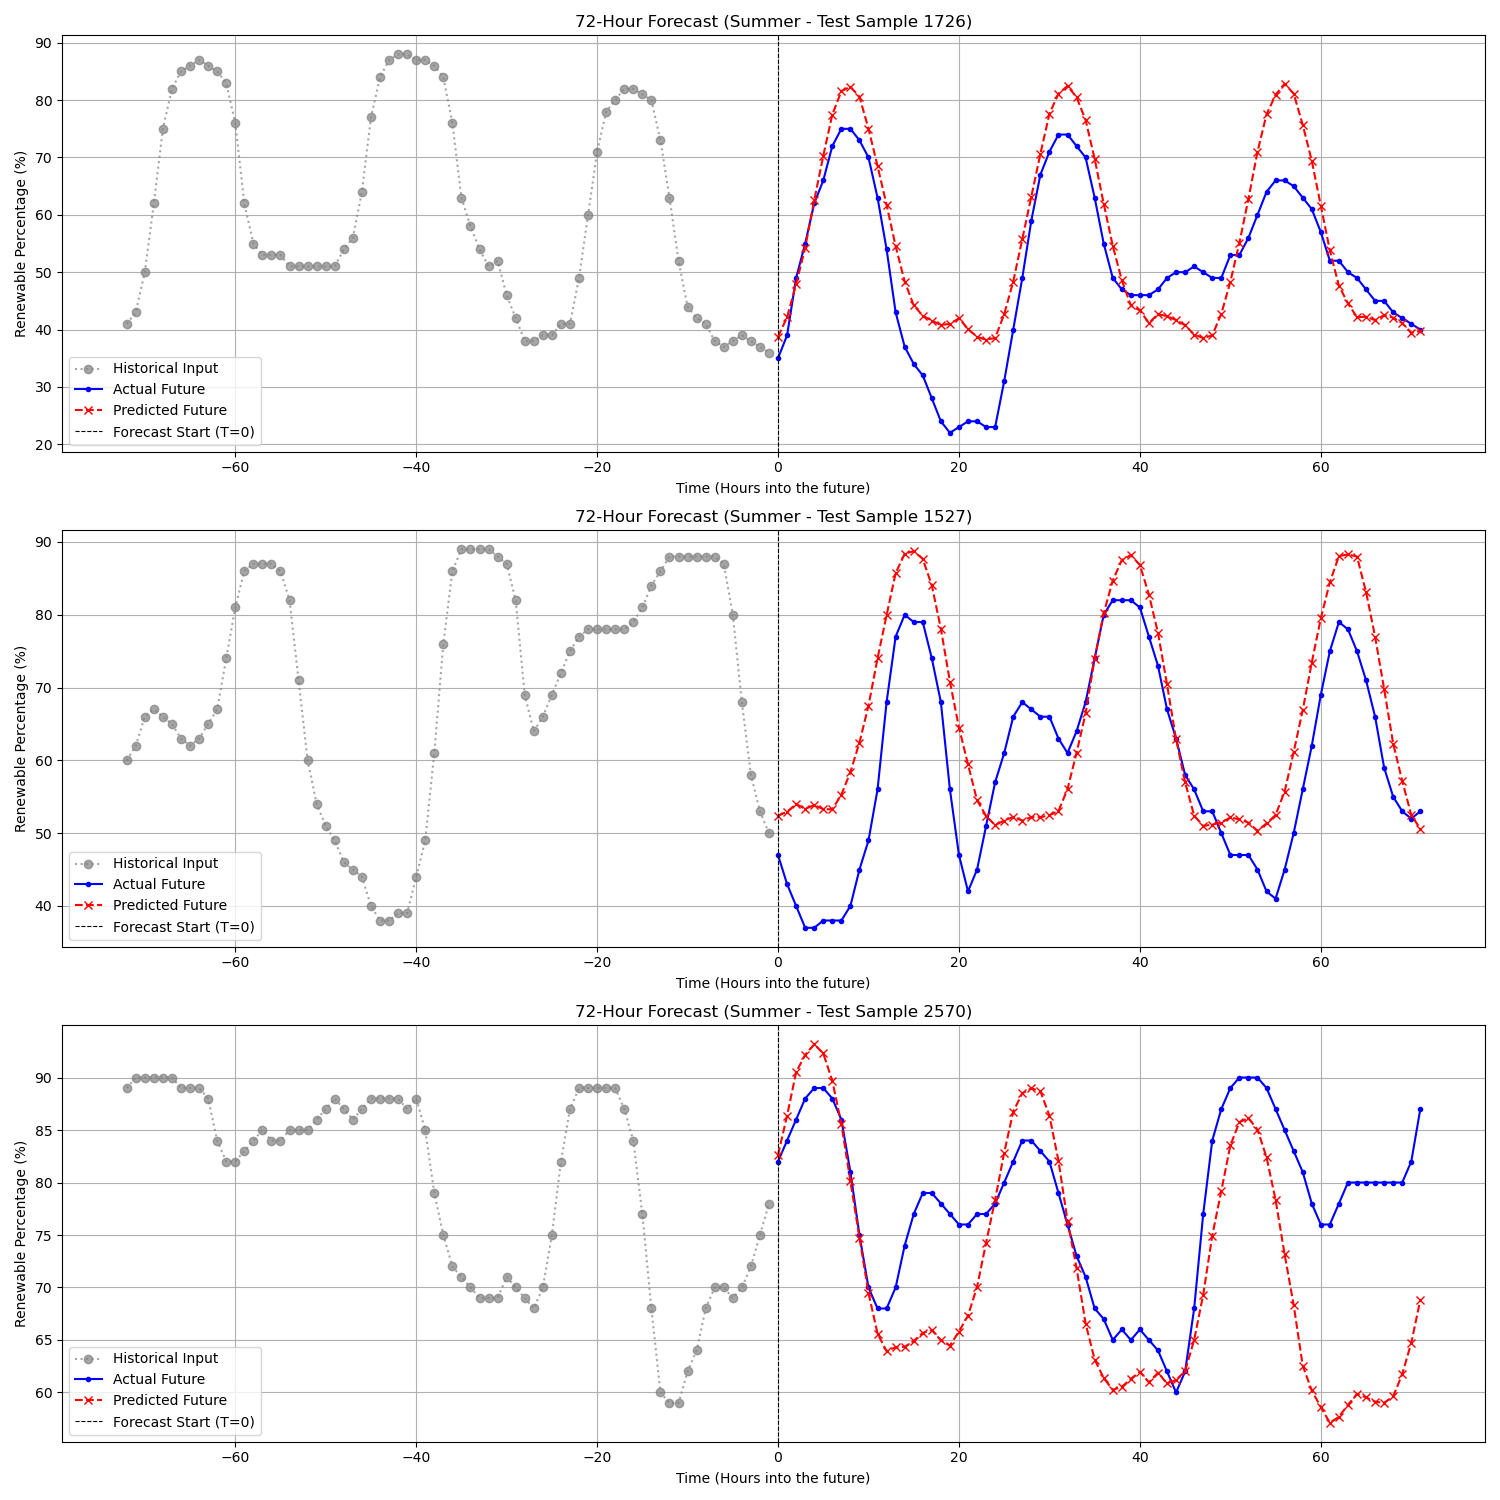 72-Hour Forecast (Summer - Test Sample 1726)
Renewable Percentage (%)
90
80
70
60
50
40
30
20
Historical Input
Actual Future
Predicted Future
Forecast Start (T=0)
−60 −40 −20 0 20 40 60
Time (Hours into the future)
72-Hour Forecast (Summer - Test Sample 1527)
Renewable Percentage (%)
90
80
70
60
50
40
Historical Input
Actual Future
Predicted Future
Forecast Start (T=0)
−60 −40 −20 0 20 40 60
Time (Hours into the future)
72-Hour Forecast (Summer - Test Sample 2570)
Renewable Percentage (%)
90
85
80
75
70
65
60
Historical Input
Actual Future
Predicted Future
Forecast Start (T=0)
−60 −40 −20 0 20 40 60
Time (Hours into the future)